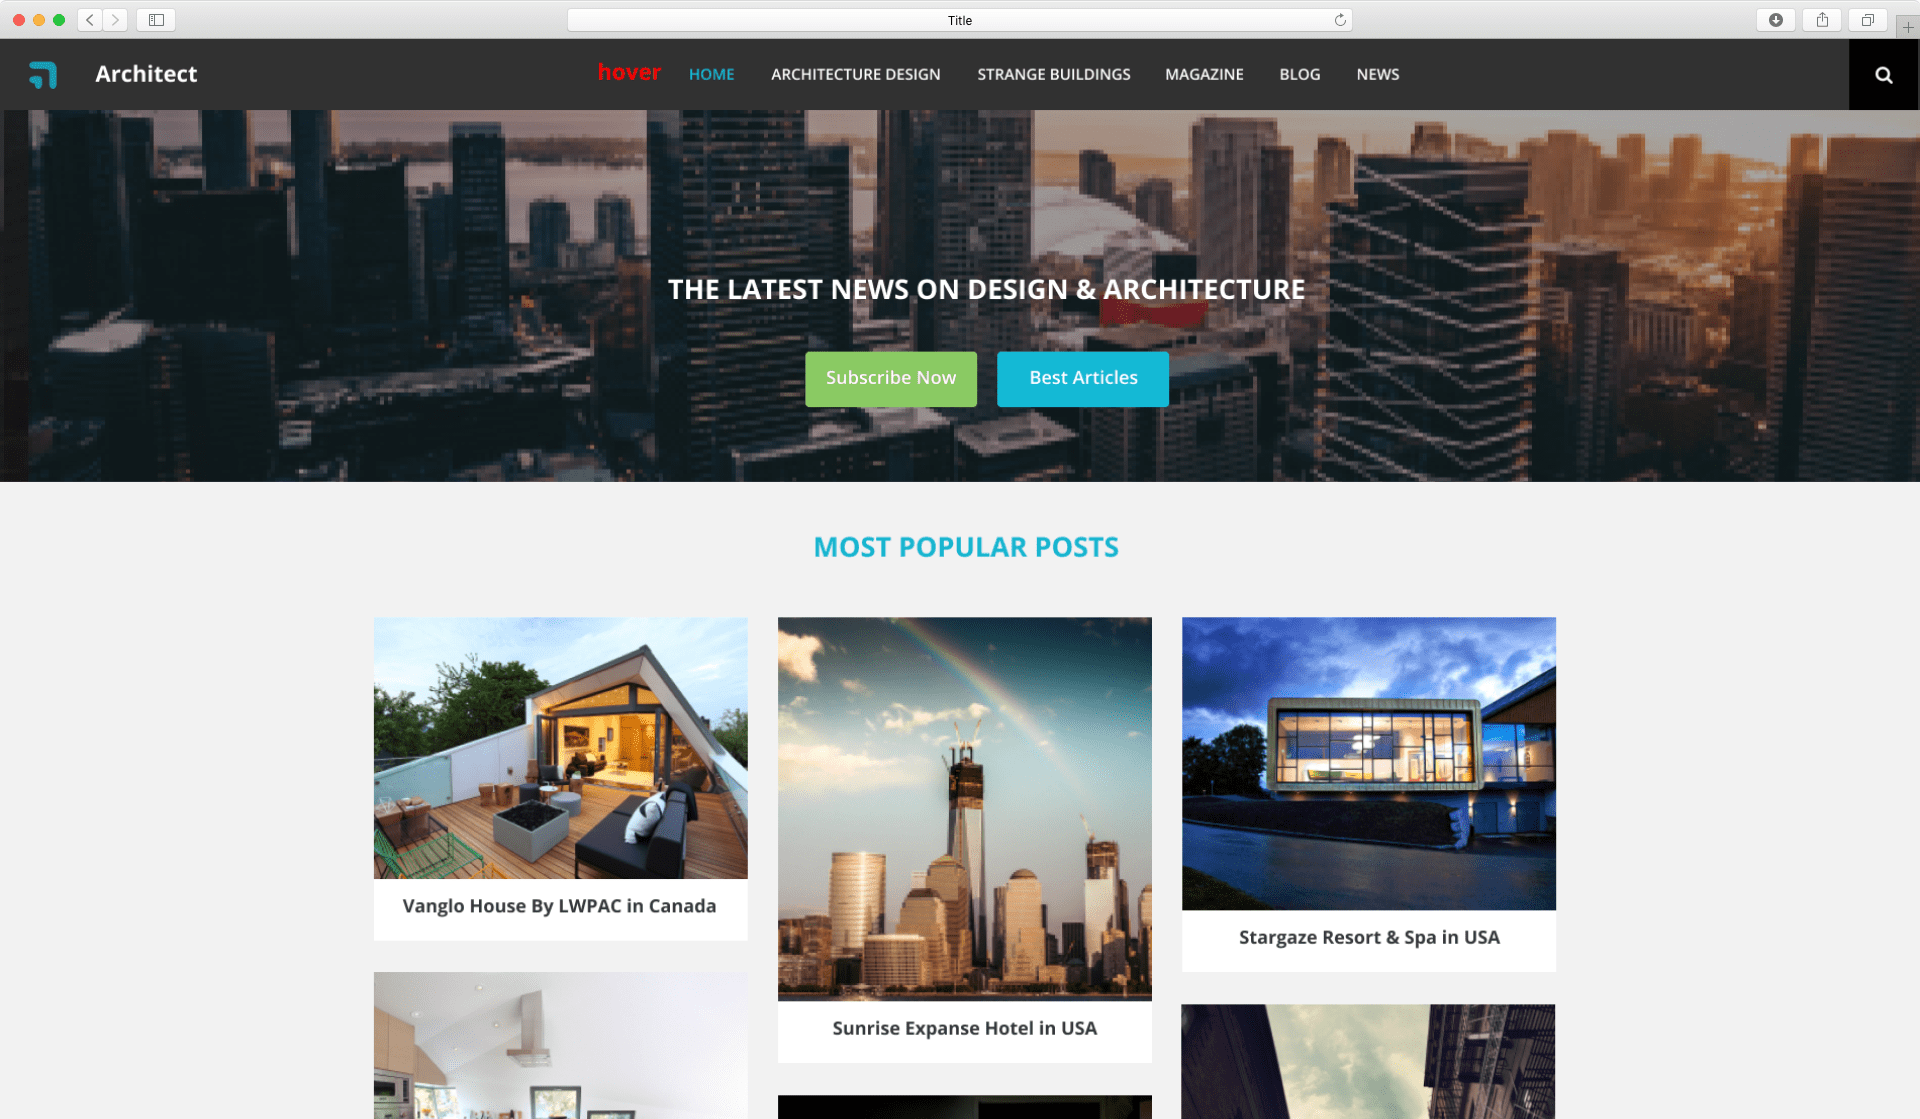 Title
Architect
hover HOME ARCHITECTURE DESIGN STRANGE BUILDINGS MAGAZINE BLOG NEWS
THE LATEST NEWS ON DESIGN & ARCHITECTURE
Subscribe Now
Best Articles
MOST POPULAR POSTS
Vanglo House By LWPAC in Canada
Stargaze Resort & Spa in USA
Sunrise Expanse Hotel in USA